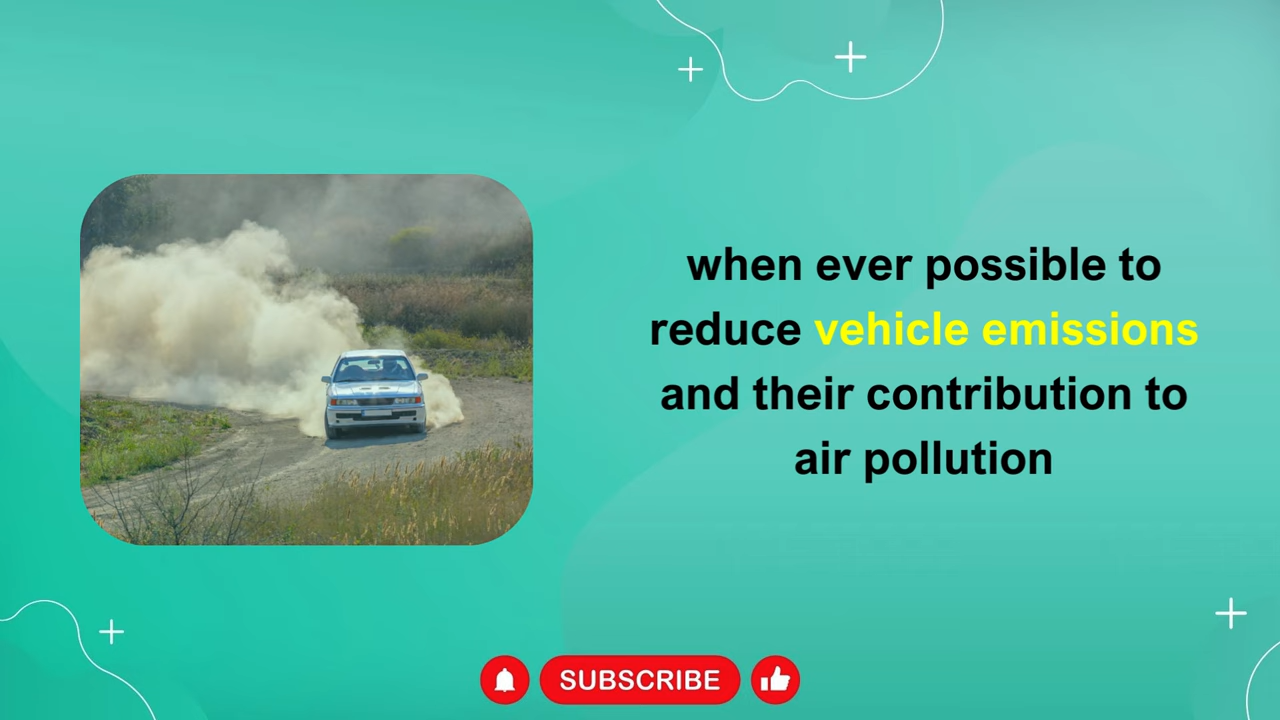 when ever possible to
reduce vehicle emissions
and their contribution to
air pollution
SUBSCRIBE